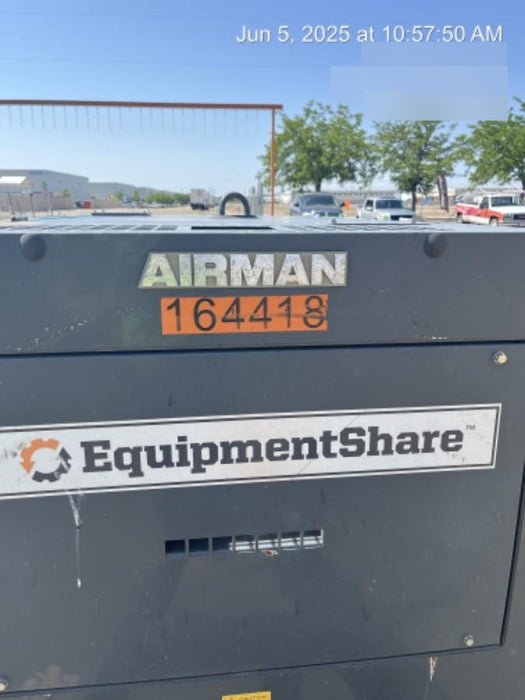 Jun 5, 2025 at 10:57:50 AM
AIRMAN
164418
EquipmentShare™